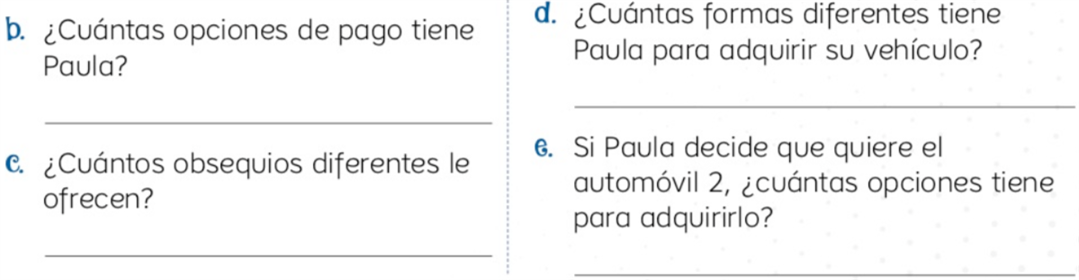 b. ¿Cuántas opciones de pago tiene
Paula?
c. ¿Cuántos obsequios diferentes le
ofrecen?
d. ¿Cuántas formas diferentes tiene
Paula para adquirir su vehículo?
e. Si Paula decide que quiere el
automóvil 2, ¿cuántas opciones tiene
para adquirirlo?